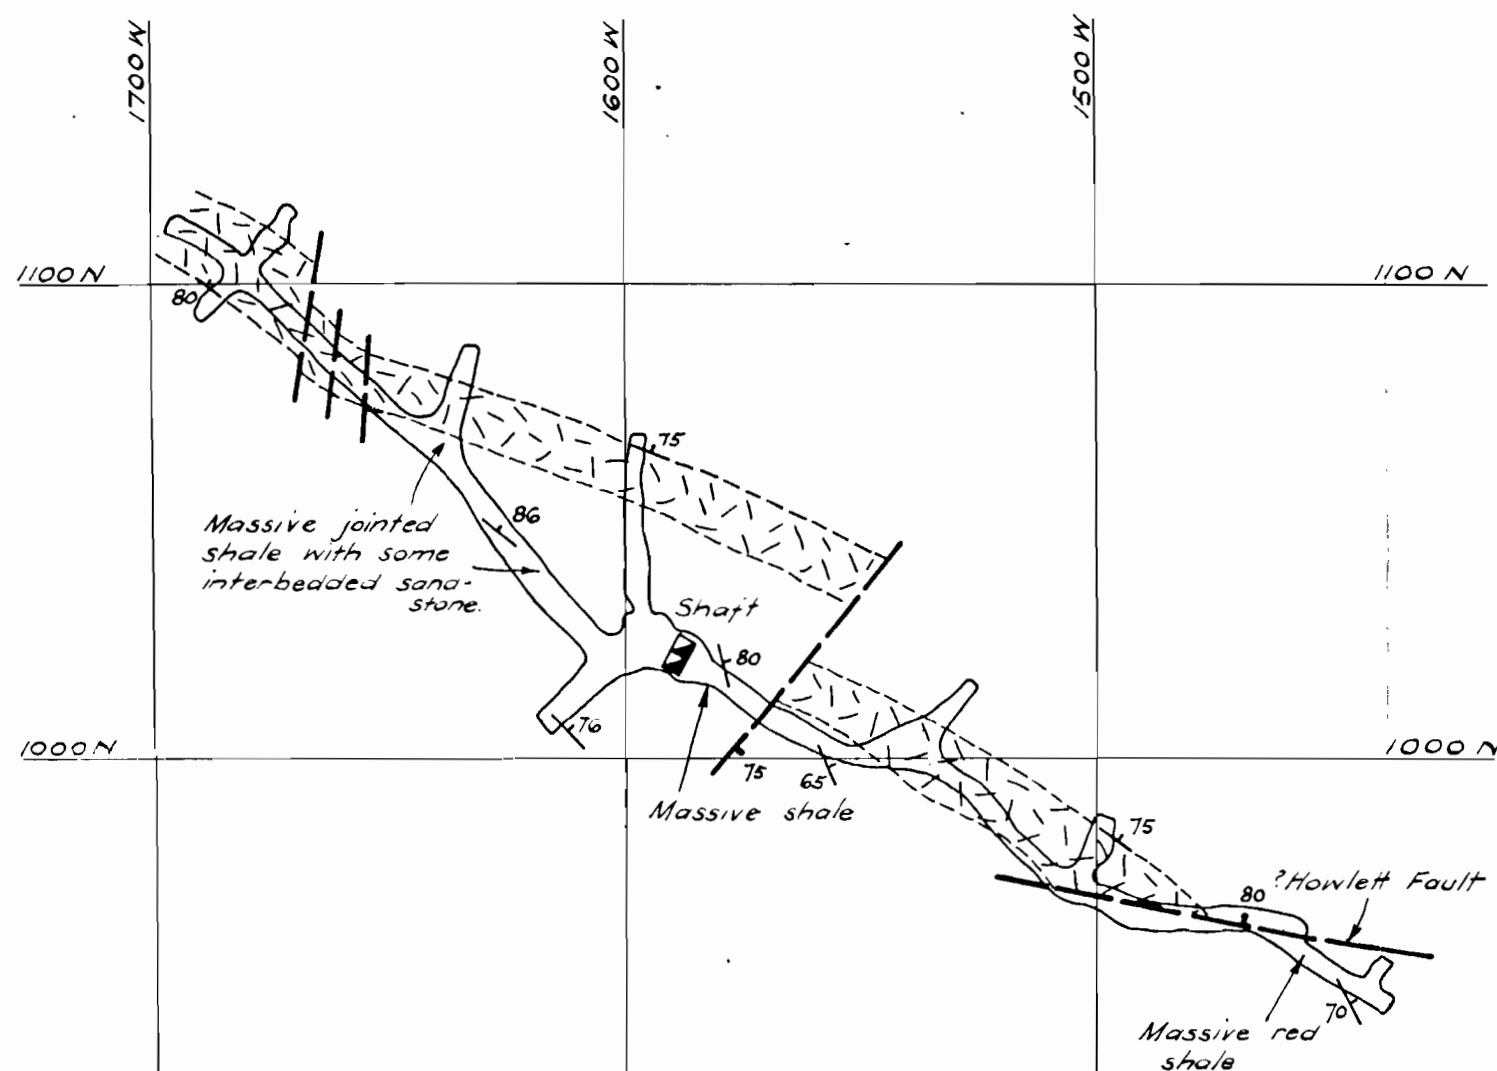 1700 W
1600 W
1500 W
1100 N
1100 N
80
75
Massive jointed
shale with some
interbedded sand-
stone.
86
Shaft
80
76
1000 N
1000 N
75
65
Massive shale
75
80
?Howlett Fault
70
Massive red
shale